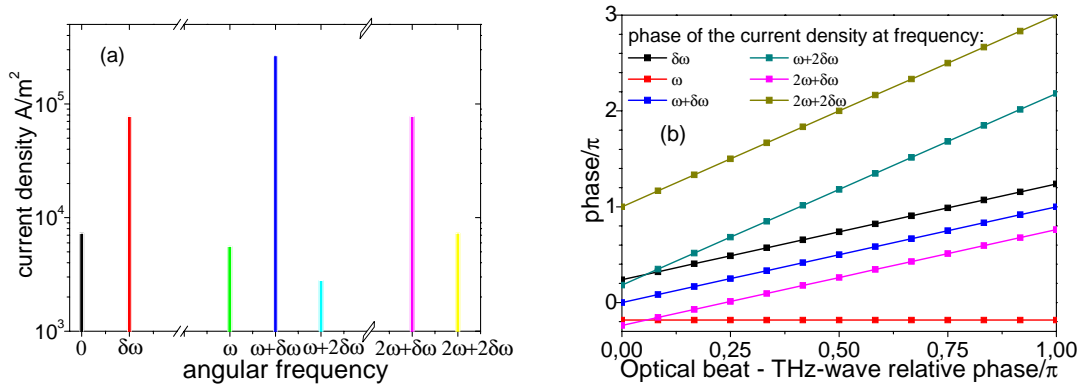 (a)
current density A/m²
10⁵
10⁴
10³
0 δω ω ω+δω ω+2δω 2ω+δω 2ω+2δω
angular frequency
(b)
phase of the current density at frequency:
δω ω+2δω
ω 2ω+δω
ω+δω 2ω+2δω
phase/π
3
2
1
0
0,00 0,25 0,50 0,75 1,00
Optical beat - THz-wave relative phase/π